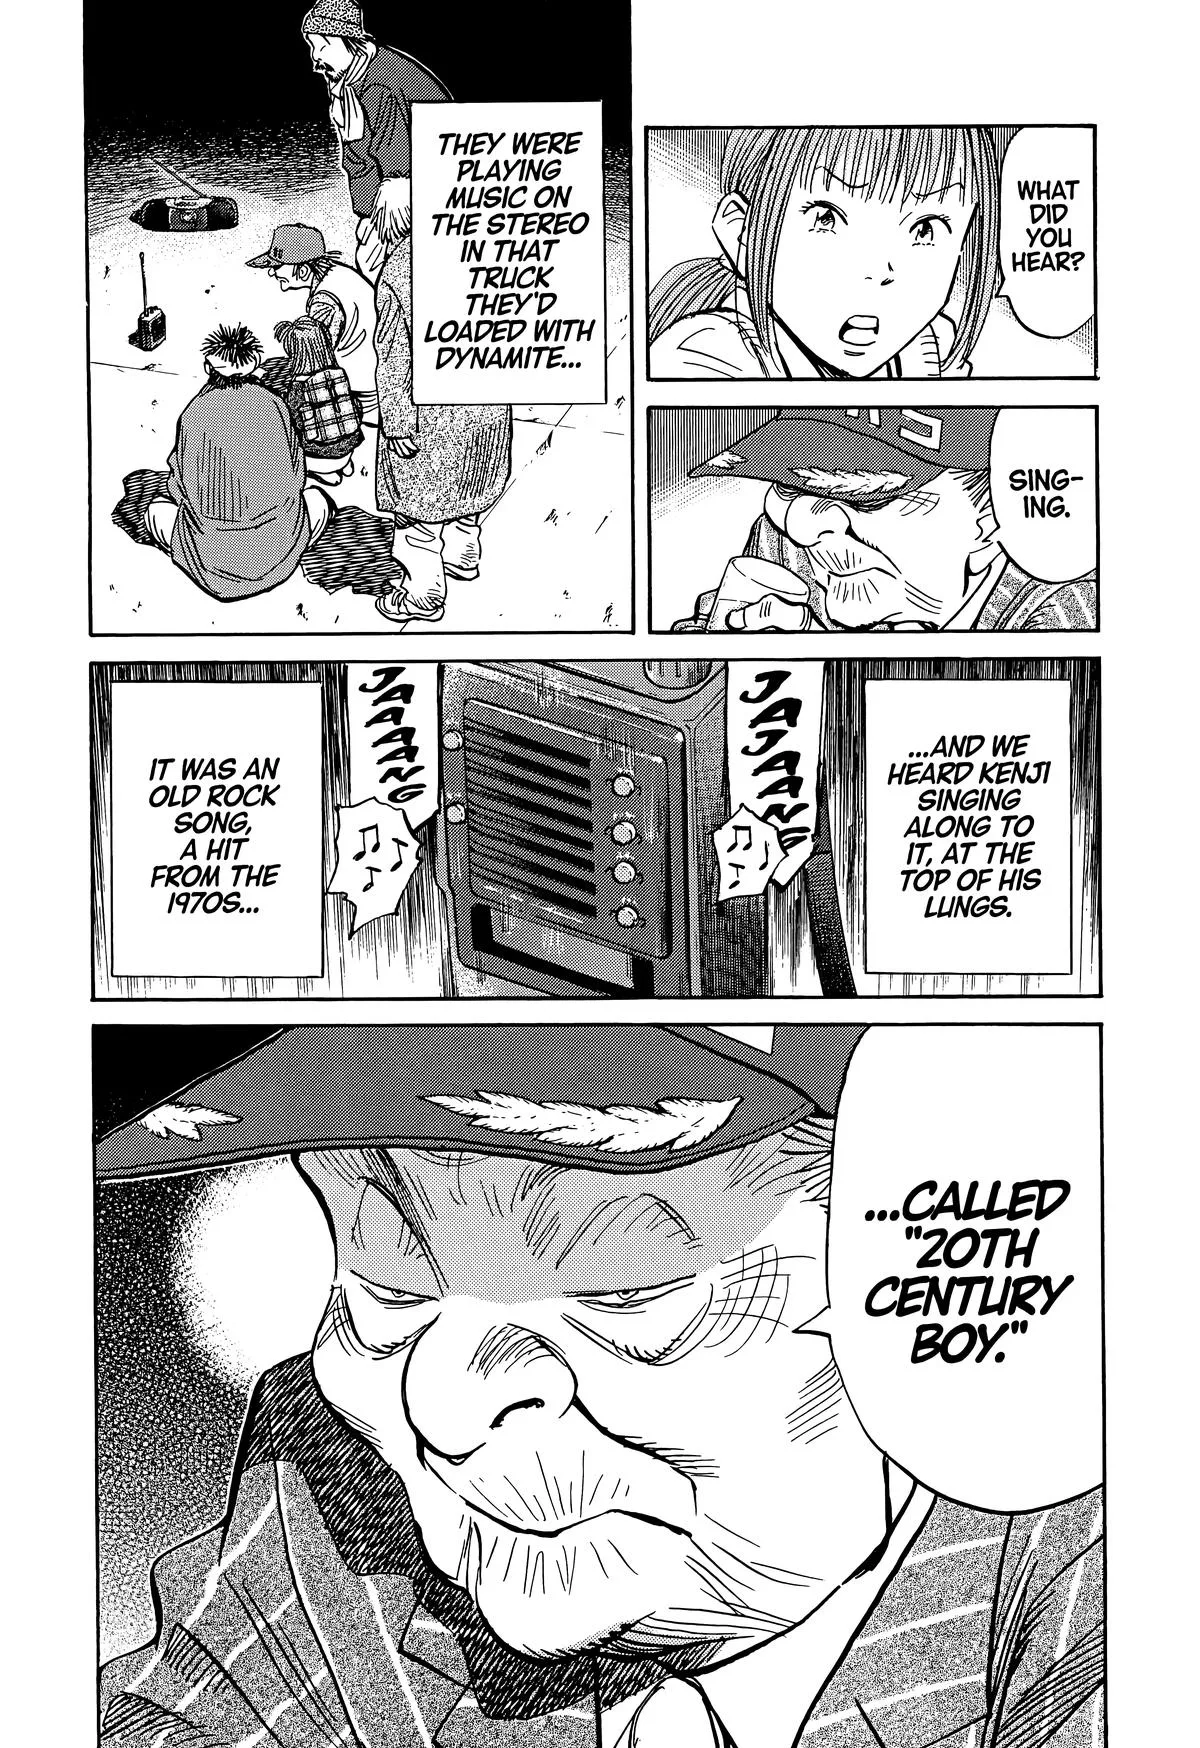 WHAT
DID
YOU
HEAR?
SING-
ING.
THEY WERE
PLAYING
MUSIC ON
THE STEREO
IN THAT
TRUCK
THEY'D
LOADED WITH
DYNAMITE...
...AND WE
HEARD KENJI
SINGING
ALONG TO
IT, AT THE
TOP OF HIS
LUNGS.
JAJAANG
JAAAANG
IT WAS AN
OLD ROCK
SONG,
A HIT
FROM THE
1970S...
...CALLED
"20TH
CENTURY
BOY."